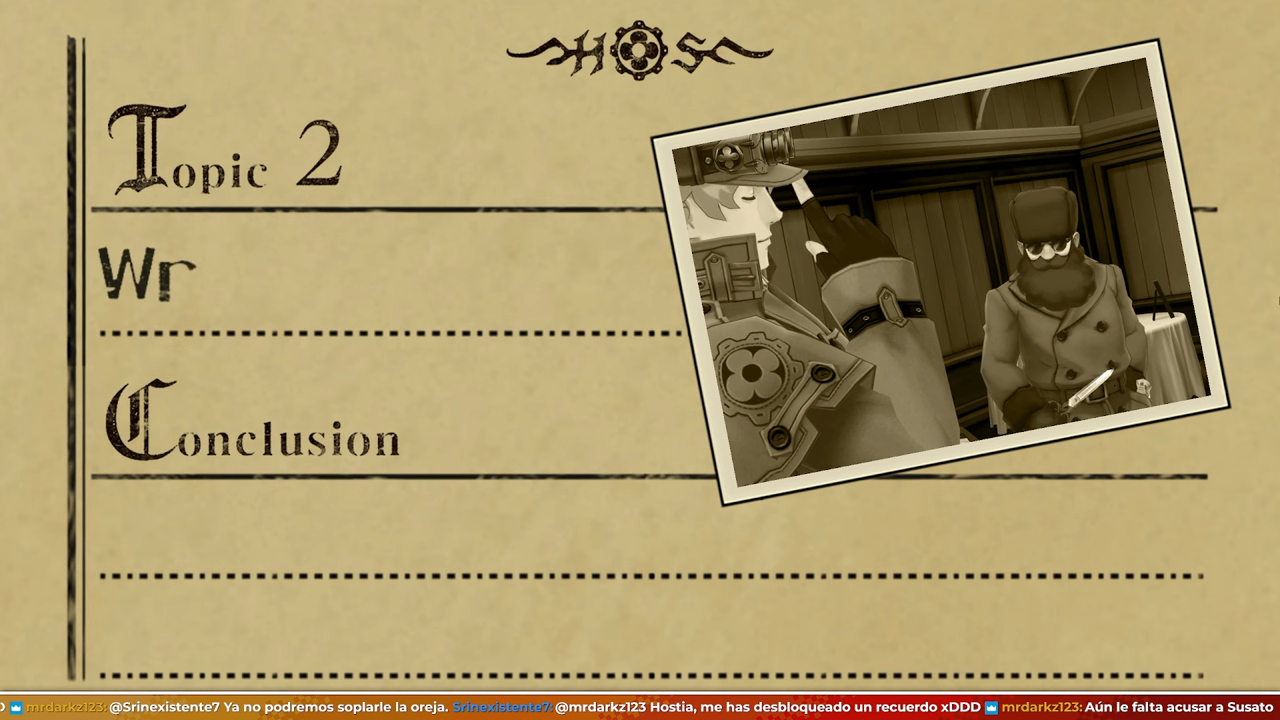 HS
Topic 2
Wr
Conclusion
mrdarkz123: @Srinexistente7 Ya no podremos soplarle la oreja. Srinexistente7: @mrdarkz123 Hostia, me has desbloqueado un recuerdo xDDD mrdarkz123: Aún le falta acusar a Susato